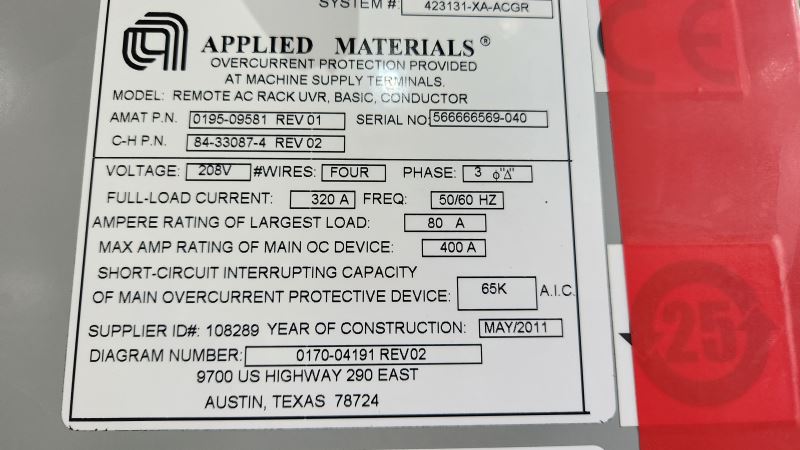 SYSTEM #: 423131-XA-ACGR
APPLIED MATERIALS®
OVERCURRENT PROTECTION PROVIDED
AT MACHINE SUPPLY TERMINALS.
MODEL: REMOTE AC RACK UVR, BASIC, CONDUCTOR
AMAT P.N. 0195-09581 REV 01 SERIAL NO: 566666569-040
C-H P.N. 84-33087-4 REV 02
VOLTAGE: 208V #WIRES: FOUR PHASE: 3 ϕ"Δ"
FULL-LOAD CURRENT: 320 A FREQ: 50/60 HZ
AMPERE RATING OF LARGEST LOAD: 80 A
MAX AMP RATING OF MAIN OC DEVICE: 400 A
SHORT-CIRCUIT INTERRUPTING CAPACITY
OF MAIN OVERCURRENT PROTECTIVE DEVICE: 65K A.I.C.
SUPPLIER ID#: 108289 YEAR OF CONSTRUCTION: MAY/2011
DIAGRAM NUMBER: 0170-04191 REV02
9700 US HIGHWAY 290 EAST
AUSTIN, TEXAS 78724
CE
25